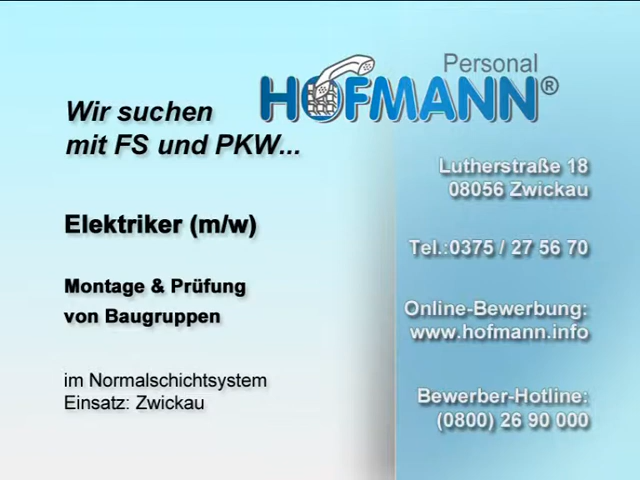 Wir suchen
mit FS und PKW...
Elektriker (m/w)
Montage & Prüfung
von Baugruppen
im Normalschichtsystem
Einsatz: Zwickau
Personal
HOFMANN®
Lutherstraße 18
08056 Zwickau
Tel.:0375 / 27 56 70
Online-Bewerbung:
www.hofmann.info
Bewerber-Hotline:
(0800) 26 90 000